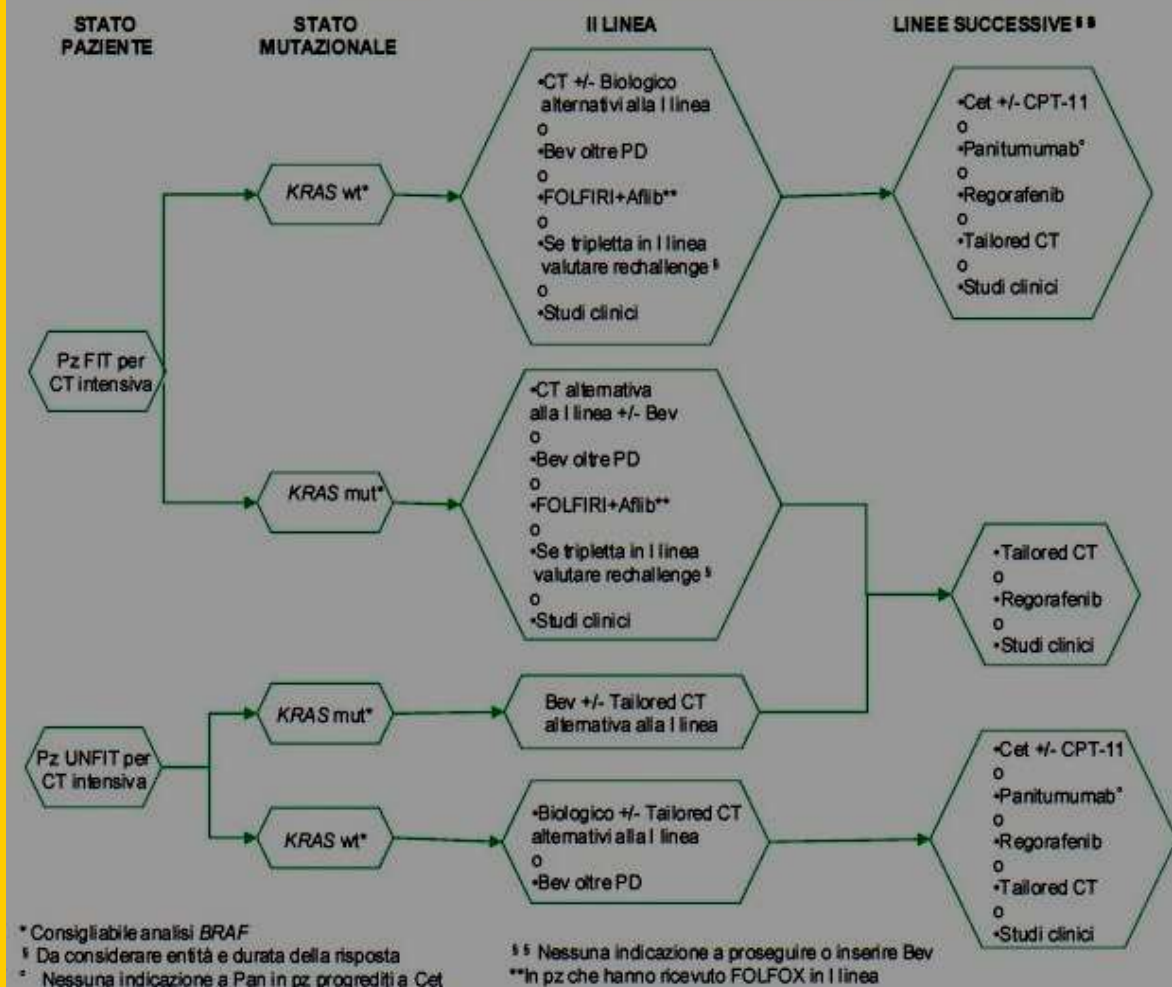 STATO
PAZIENTE
STATO
MUTAZIONALE
II LINEA
LINEE SUCCESSIVE § §
Pz FIT per
CT intensiva
KRAS wt*
•CT +/- Biologico
alternativi alla I linea
o
•Bev oltre PD
o
•FOLFIRI+Aflib**
o
•Se tripletta in I linea
valutare rechallenge §
o
•Studi clinici
•Cet +/- CPT-11
o
•Panitumumab°
o
•Regorafenib
o
•Tailored CT
o
•Studi clinici
KRAS mut*
•CT alternativa
alla I linea +/- Bev
o
•Bev oltre PD
o
•FOLFIRI+Aflib**
o
•Se tripletta in I linea
valutare rechallenge §
o
•Studi clinici
•Tailored CT
o
•Regorafenib
o
•Studi clinici
Pz UNFIT per
CT intensiva
KRAS mut*
Bev +/- Tailored CT
alternativa alla I linea
KRAS wt*
•Biologico +/- Tailored CT
alternativi alla I linea
o
•Bev oltre PD
•Cet +/- CPT-11
o
•Panitumumab°
o
•Regorafenib
o
•Tailored CT
o
•Studi clinici
* Consigliabile analisi BRAF
§ Da considerare entità e durata della risposta
° Nessuna indicazione a Pan in pz progrediti a Cet
§ § Nessuna indicazione a proseguire o inserire Bev
**In pz che hanno ricevuto FOLFOX in I linea